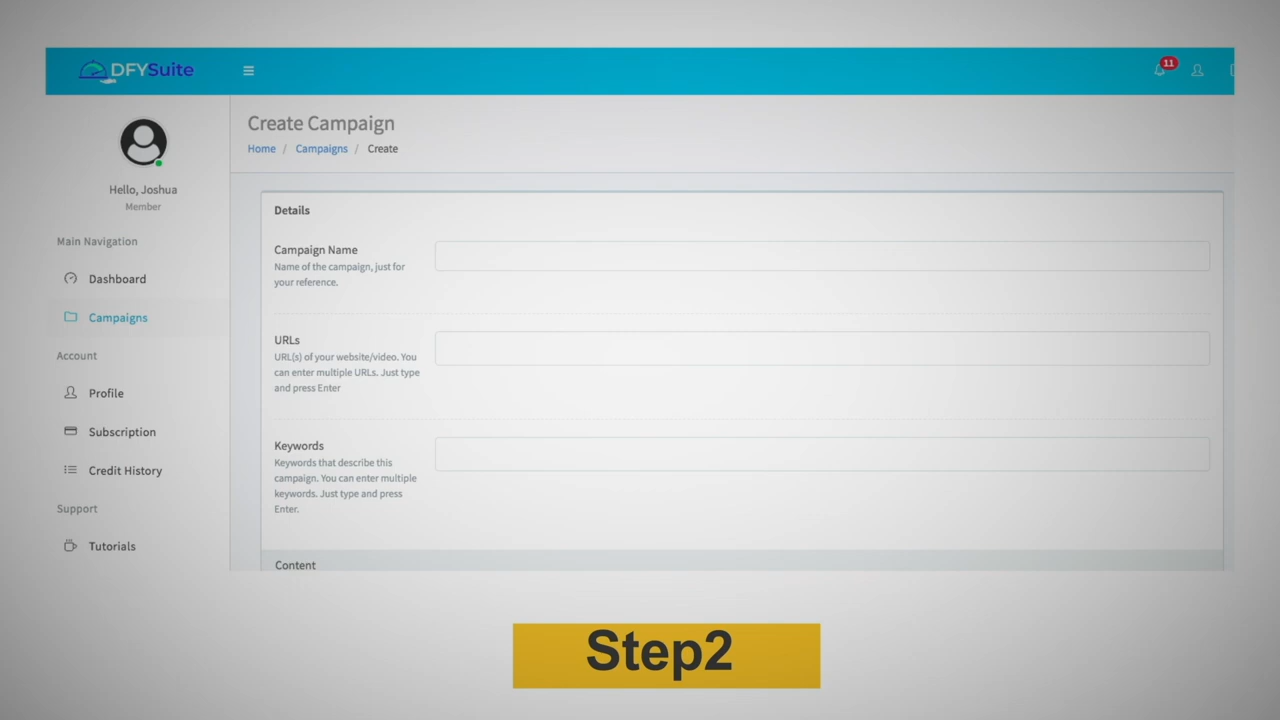 DFYSuite
11
Hello, Joshua
Member
Main Navigation
Dashboard
Campaigns
Account
Profile
Subscription
Credit History
Support
Tutorials
Create Campaign
Home / Campaigns / Create
Details
Campaign Name
Name of the campaign, just for
your reference.
URLs
URL(s) of your website/video. You
can enter multiple URLs. Just type
and press Enter
Keywords
Keywords that describe this
campaign. You can enter multiple
keywords. Just type and press
Enter.
Content
Step2